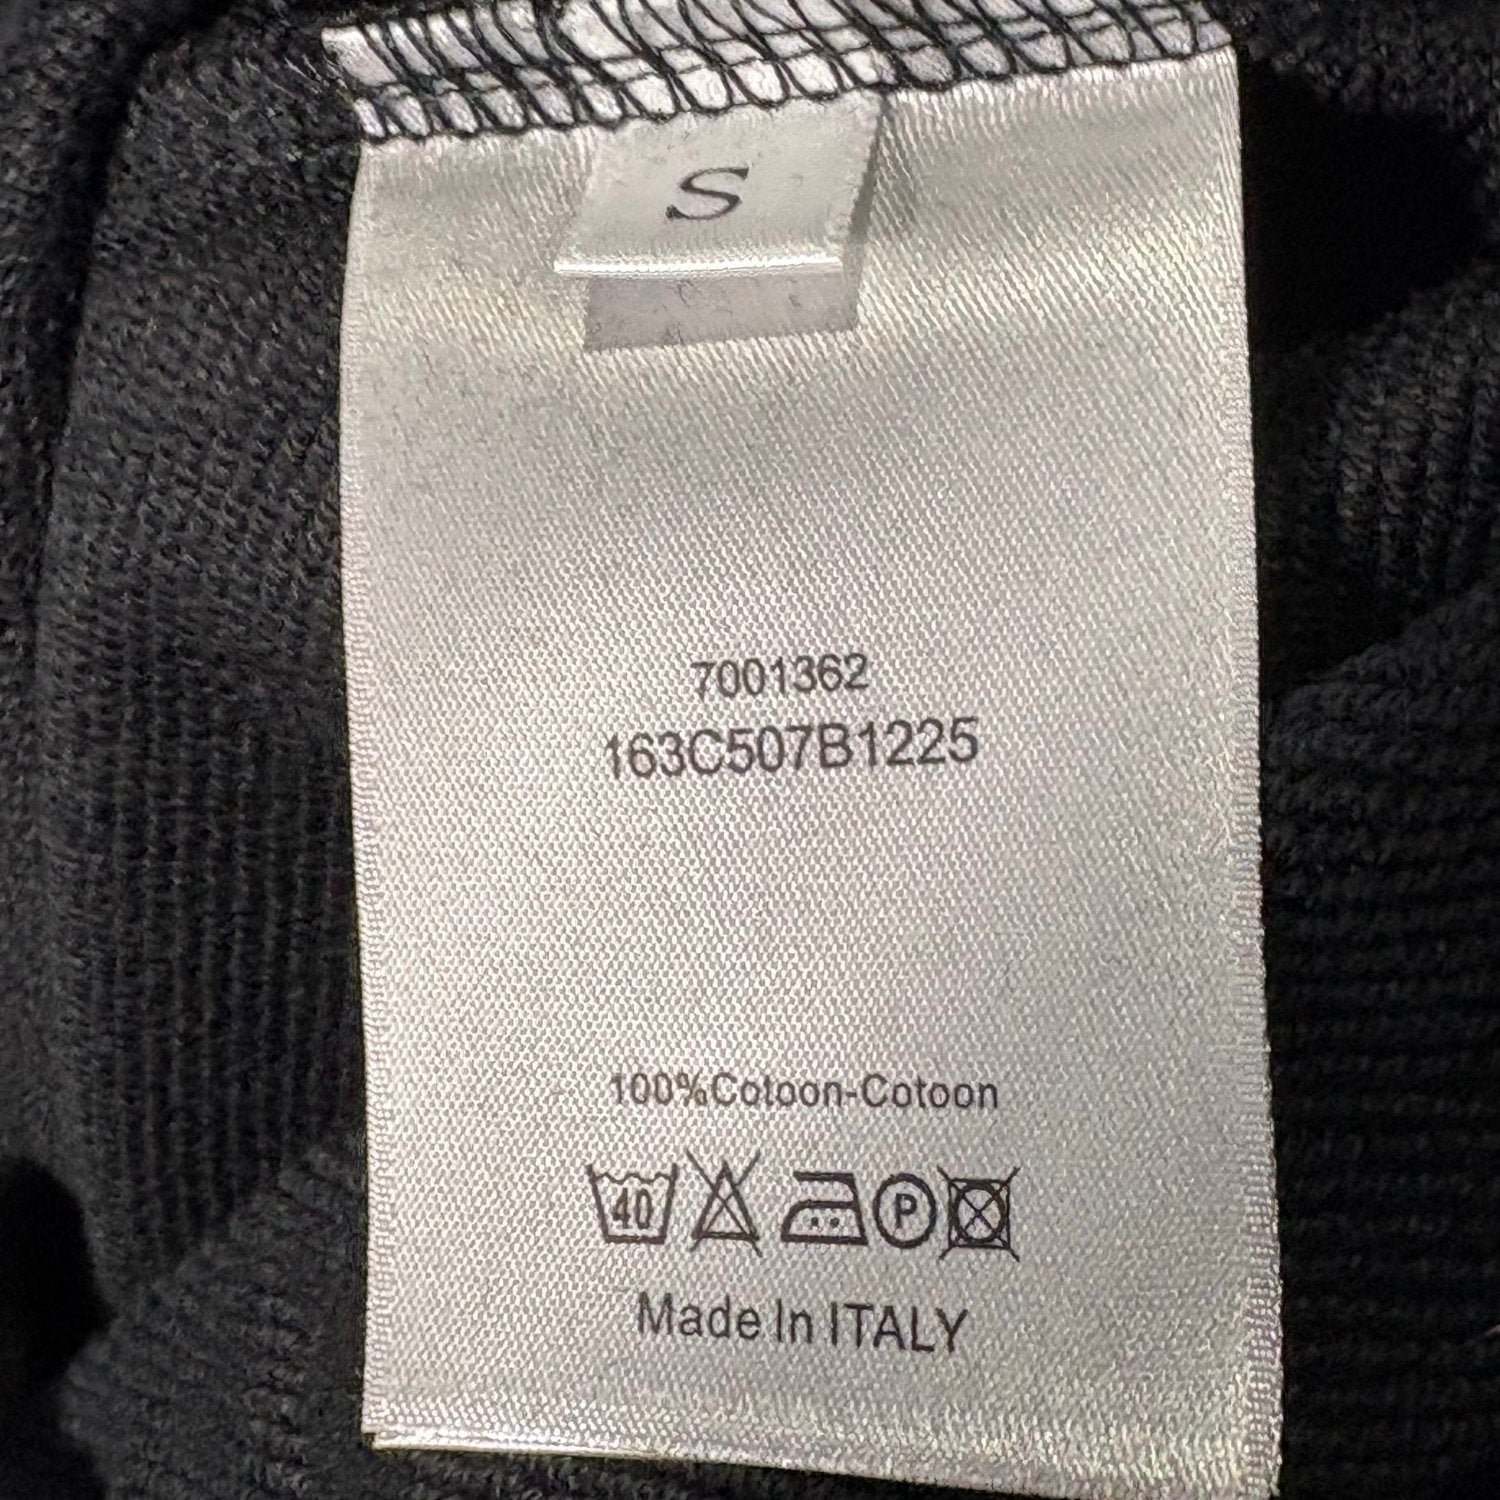 S
7001362
163C507B1225
100%Cotoon-Cotoon
40 P
Made In ITALY